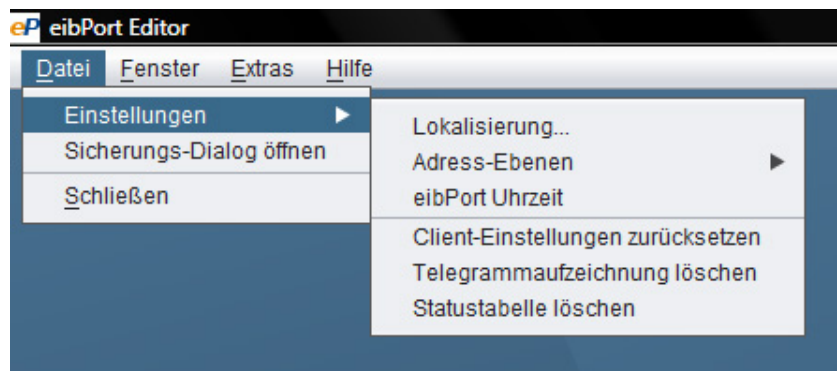 eP eibPort Editor
Datei Fenster Extras Hilfe
Einstellungen
Sicherungs-Dialog öffnen
Schließen
Lokalisierung...
Adress-Ebenen
eibPort Uhrzeit
Client-Einstellungen zurücksetzen
Telegrammaufzeichnung löschen
Statustabelle löschen